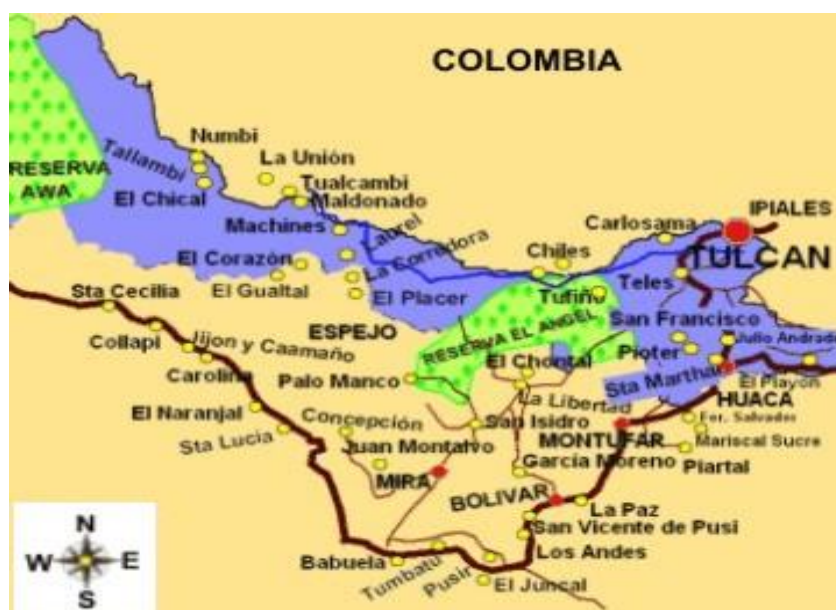 COLOMBIA
Numbi
Tallambi
La Unión
RESERVA
AWA
El Chical
Tualcambi
Maldonado
IPIALES
Machines
Laurel
Carlosama
TULCAN
El Corazón
La Corredora
Chiles
Teles
El Gualtal
Sta Cecilia
El Placer
Tufiño
San Francisco
ESPEJO
RESERVA EL ANGEL
Julio Andrade
Collapi
Jijon y Caamaño
Pioter
El Chontal
Sta Martha
Carolina
Palo Manco
El Playon
La Libertad
HUACA
El Naranjal
Concepción
San Isidro
Fer. Salvador
Sta Lucia
MONTUFAR
Juan Montalvo
Mariscal Sucre
García Moreno
Piartal
MIRA
BOLIVAR
La Paz
San Vicente de Pusi
N
W
E
S
Babuela
Tumbatu
Pusir
Los Andes
El Juncal